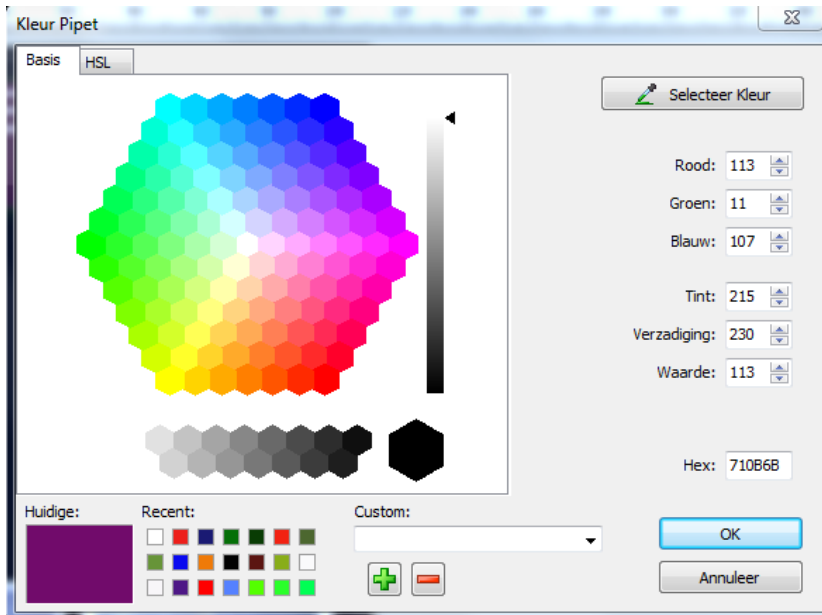 Kleur Pipet
Basis HSL
Selecteer Kleur
Rood: 113
Groen: 11
Blauw: 107
Tint: 215
Verzadiging: 230
Waarde: 113
Hex: 710B6B
Huidige: Recent: Custom:
OK
Annuleer